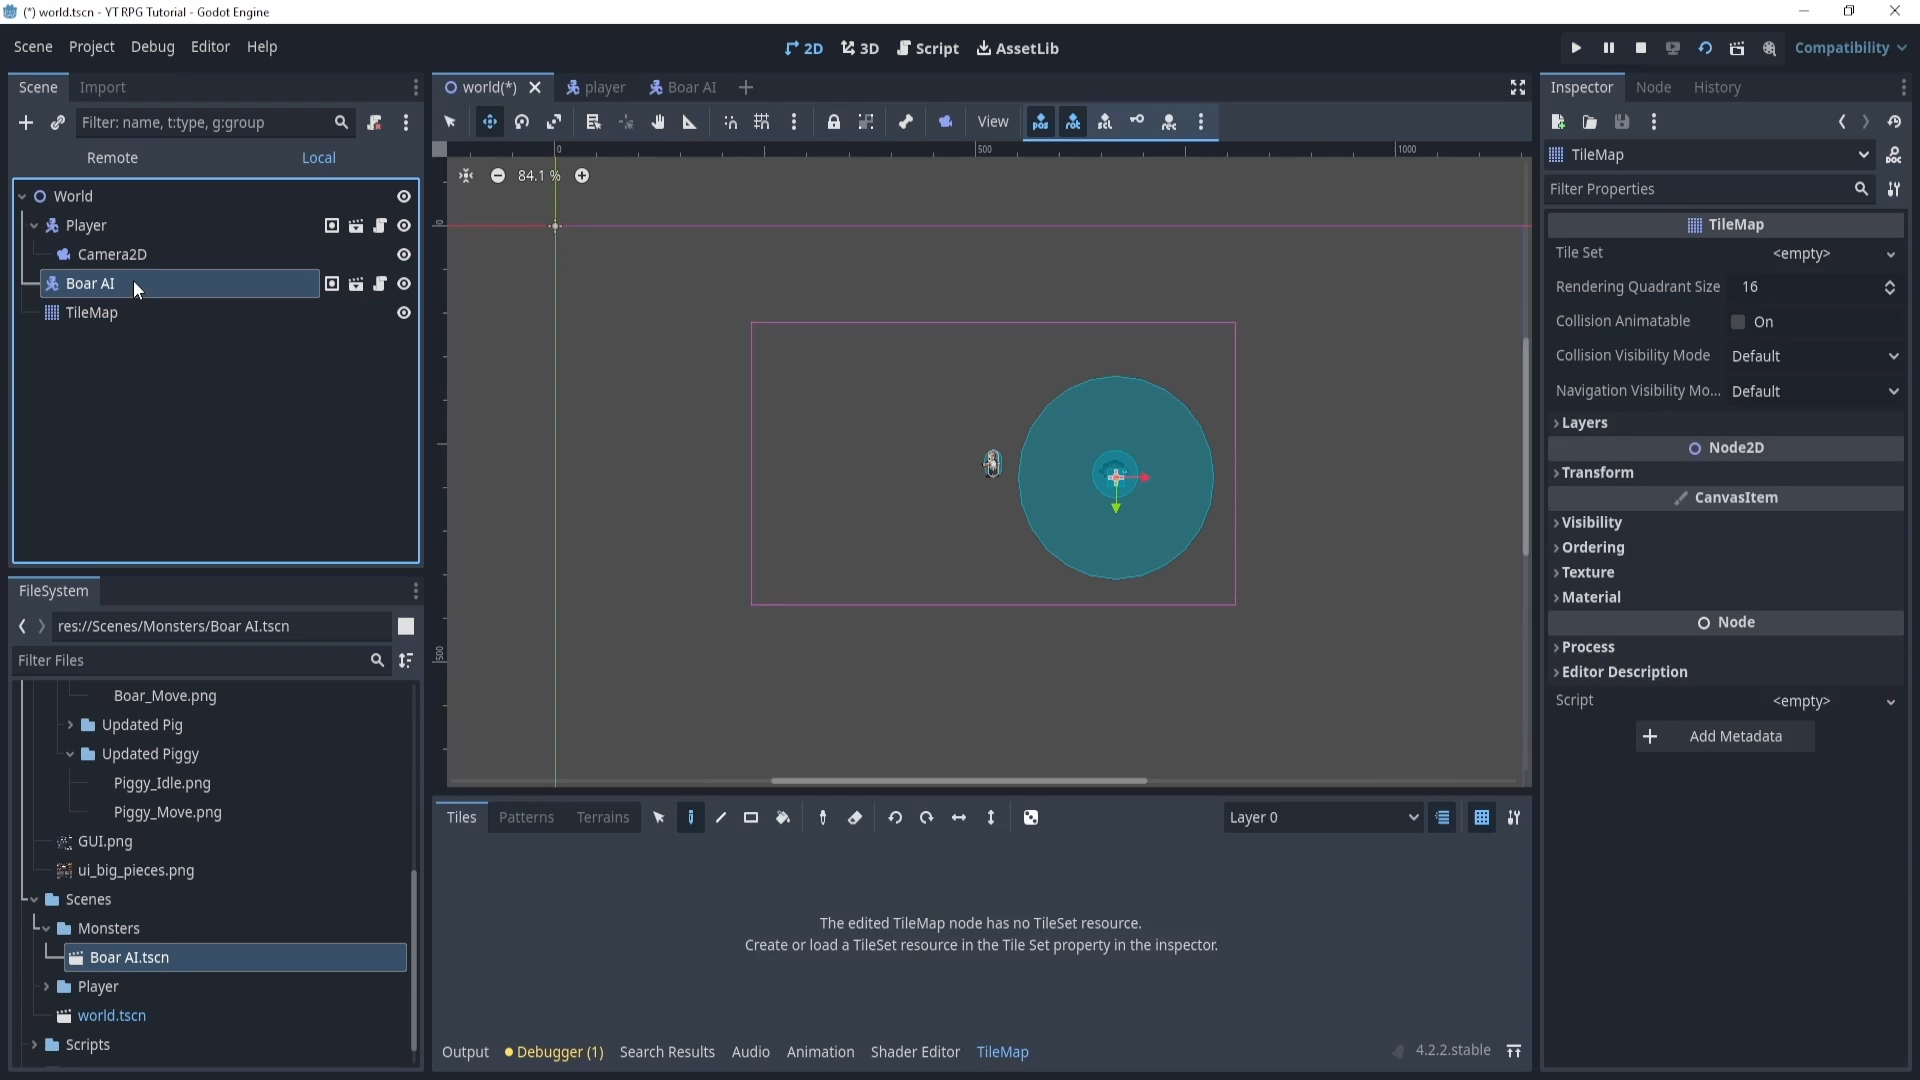 (*) world.tscn - YT RPG Tutorial - Godot Engine
Scene Project Debug Editor Help
2D 3D Script AssetLib
Compatibility
Scene Import
world(*) player Boar AI
Inspector Node History
Filter: name, t:type, g:group
View
Remote Local
TileMap
0 500 1000
84.1 %
Filter Properties
World
Player
Camera2D
Boar AI
TileMap
0
500
TileMap
Tile Set <empty>
Rendering Quadrant Size 16
Collision Animatable On
Collision Visibility Mode Default
Navigation Visibility Mo... Default
Layers
Node2D
Transform
CanvasItem
Visibility
Ordering
Texture
Material
Node
Process
Editor Description
Script <empty>
Add Metadata
FileSystem
res://Scenes/Monsters/Boar AI.tscn
Filter Files
Boar_Move.png
Updated Pig
Updated Piggy
Piggy_Idle.png
Piggy_Move.png
GUI.png
ui_big_pieces.png
Scenes
Monsters
Boar AI.tscn
Player
world.tscn
Scripts
Tiles Patterns Terrains
Layer 0
The edited TileMap node has no TileSet resource.
Create or load a TileSet resource in the Tile Set property in the inspector.
Output Debugger (1) Search Results Audio Animation Shader Editor TileMap
4.2.2.stable